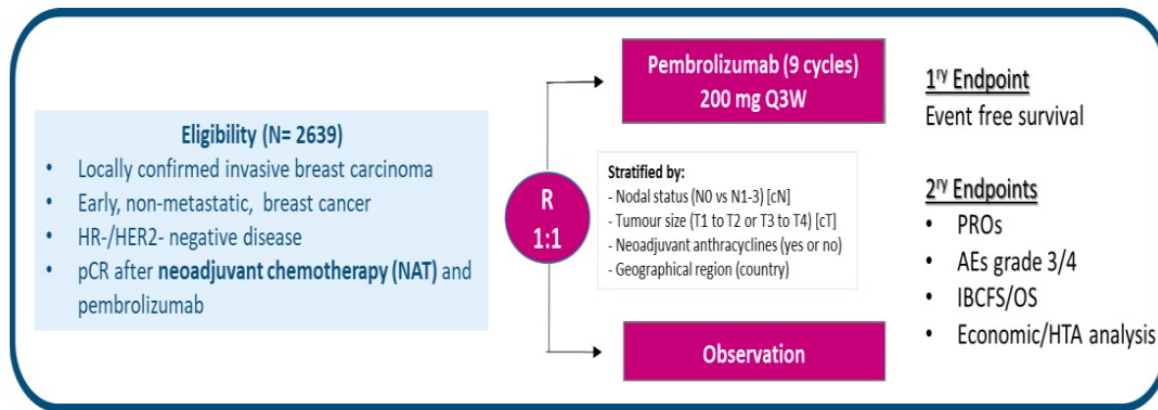 Eligibility (N= 2639)
• Locally confirmed invasive breast carcinoma
• Early, non-metastatic, breast cancer
• HR-/HER2- negative disease
• pCR after neoadjuvant chemotherapy (NAT) and
pembrolizumab
R
1:1
Pembrolizumab (9 cycles)
200 mg Q3W
Stratified by:
- Nodal status (N0 vs N1-3) [cN]
- Tumour size (T1 to T2 or T3 to T4) [cT]
- Neoadjuvant anthracyclines (yes or no)
- Geographical region (country)
Observation
1ry Endpoint
Event free survival
2ry Endpoints
• PROs
• AEs grade 3/4
• IBCFS/OS
• Economic/HTA analysis